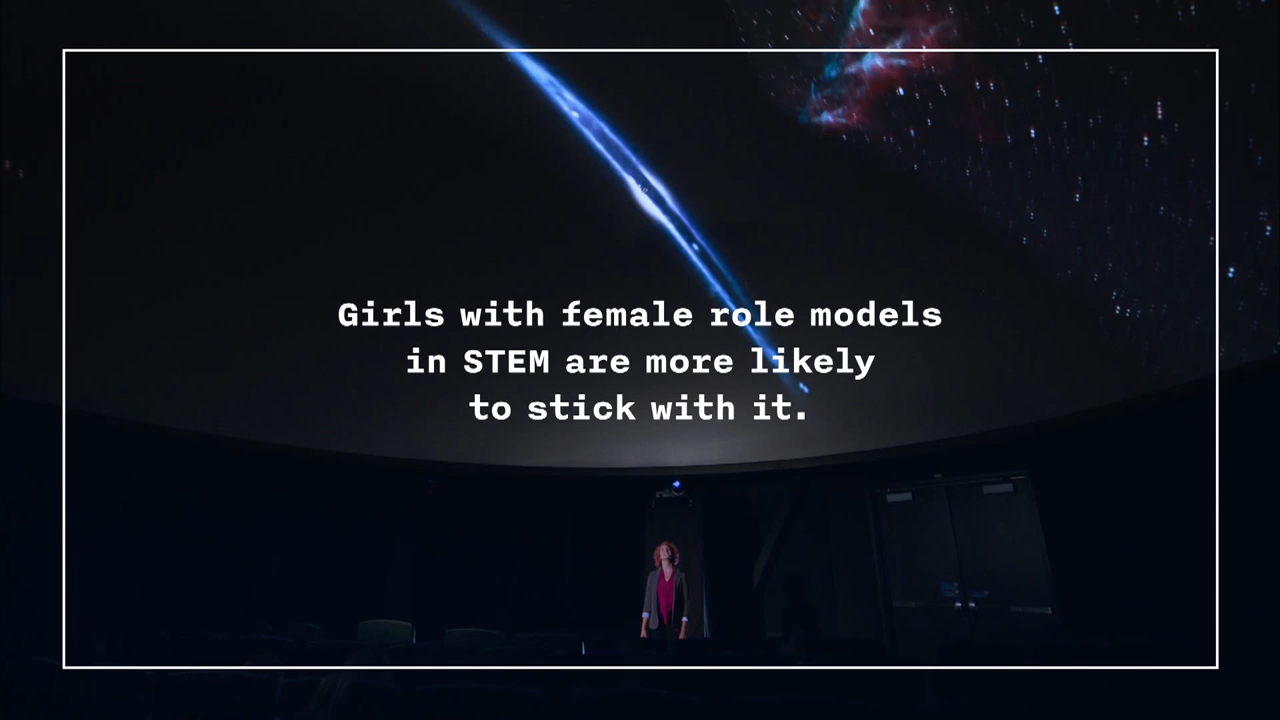 Girls with female role models
in STEM are more likely
to stick with it.